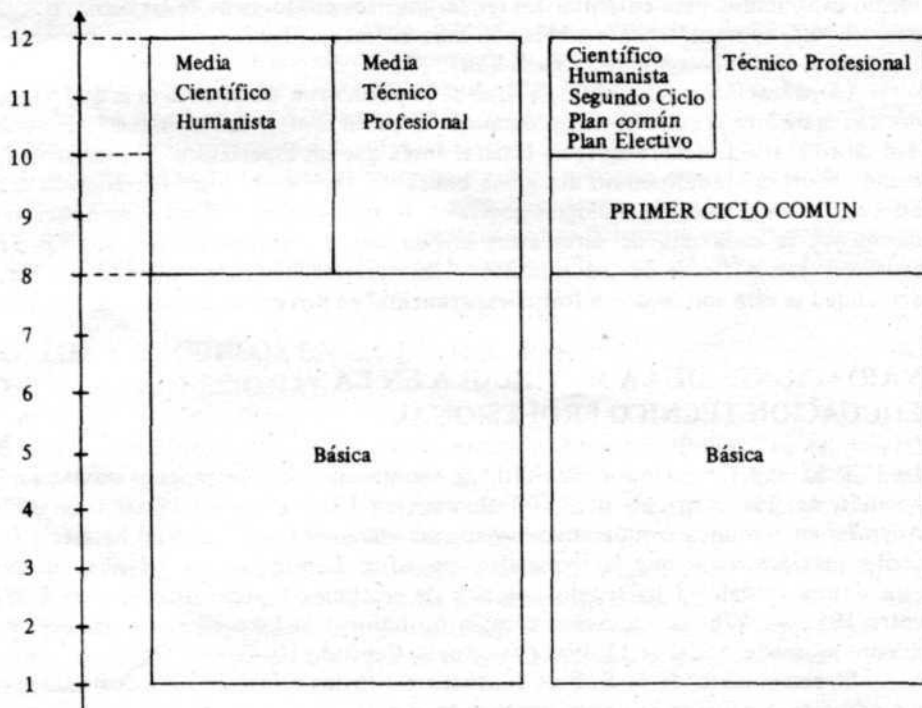 12
11
10
9
8
7
6
5
4
3
2
1
Media
Científico
Humanista
Media
Técnico
Profesional
Básica
Científico
Humanista
Segundo Ciclo
Plan común
Plan Electivo
Técnico Profesional
PRIMER CICLO COMUN
Básica